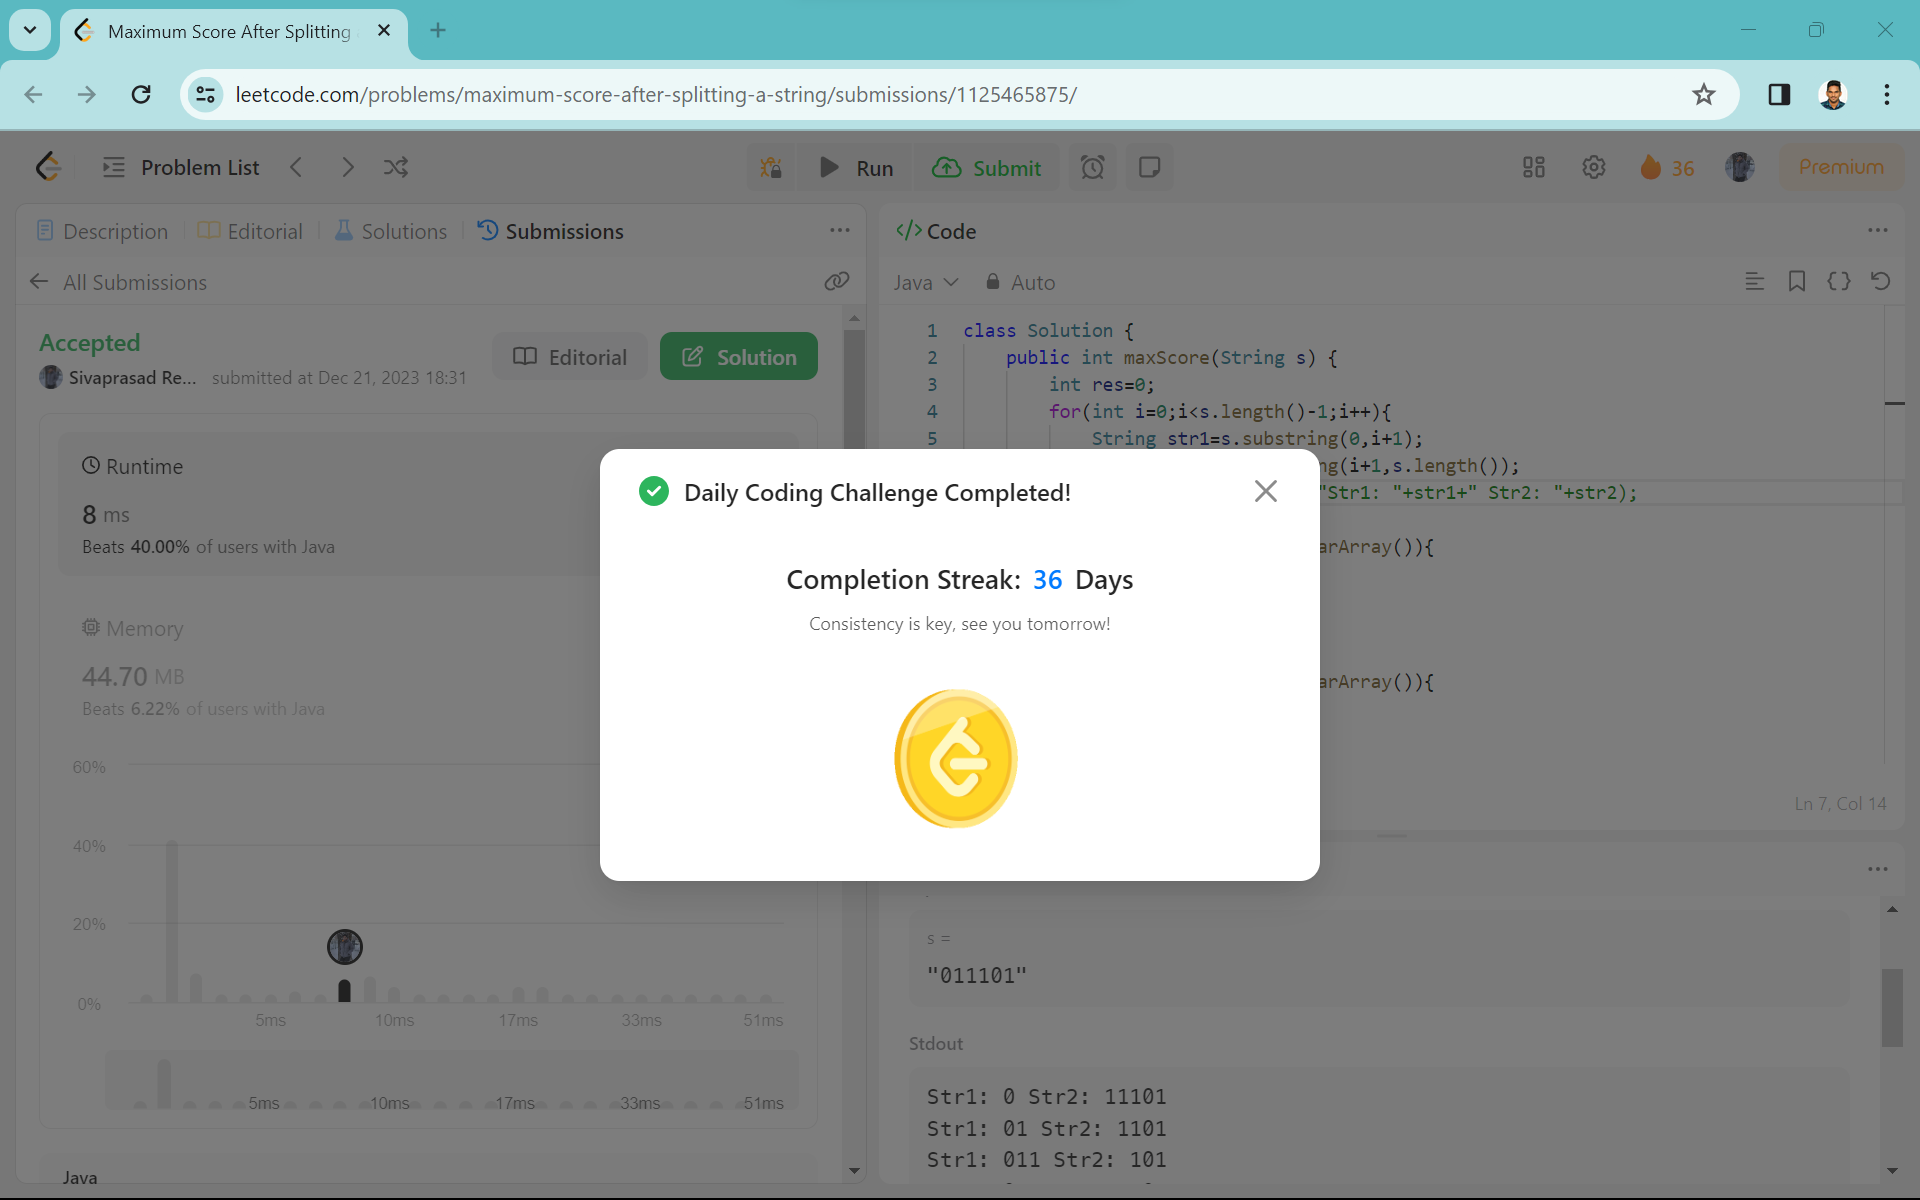 Maximum Score After Splitting
leetcode.com/problems/maximum-score-after-splitting-a-string/submissions/1125465875/
Problem List
Run
Submit
36
Premium
Description
Editorial
Solutions
Submissions
All Submissions
Accepted
Sivaprasad Re... submitted at Dec 21, 2023 18:31
Editorial
Solution
Runtime
8 ms
Beats 40.00% of users with Java
Memory
44.70 MB
Beats 6.22% of users with Java
60%
40%
20%
0%
5ms 10ms 17ms 33ms 51ms
5ms 10ms 17ms 33ms 51ms
Java
</> Code
Java Auto
1 class Solution {
2 public int maxScore(String s) {
3 int res=0;
4 for(int i=0;i<s.length()-1;i++){
5 String str1=s.substring(0,i+1);
ng(i+1,s.length());
"Str1: "+str1+" Str2: "+str2);
arArray()){
arArray()){
Ln 7, Col 14
Daily Coding Challenge Completed!
Completion Streak: 36 Days
Consistency is key, see you tomorrow!
s =
"011101"
Stdout
Str1: 0 Str2: 11101
Str1: 01 Str2: 1101
Str1: 011 Str2: 101